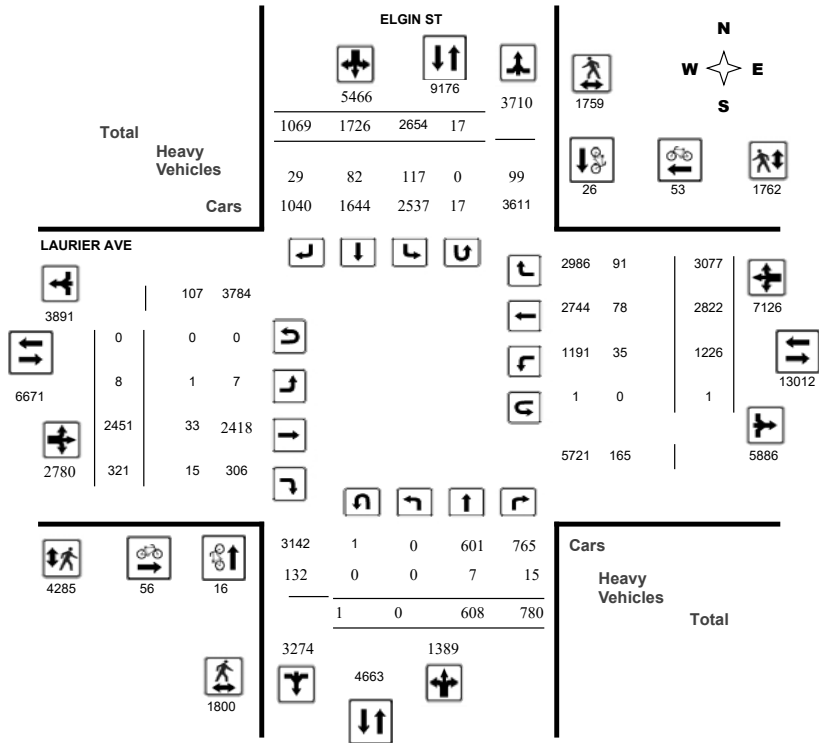 ELGIN ST
N
W E
S
5466 9176 3710 1759
Total 1069 1726 2654 17
Heavy
Vehicles
29 82 117 0 99
26 53 1762
Cars 1040 1644 2537 17 3611
LAURIER AVE
3891 107 3784
2986 91 3077
7126
6671 0 0 0
2744 78 2822
8 1 7
1191 35 1226
13012
2780 2451 33 2418
1 0 1
321 15 306
5721 165 5886
3142 1 0 601 765 Cars
4285 56 16
132 0 0 7 15 Heavy
Vehicles
1 0 608 780 Total
3274 1389
4663
1800